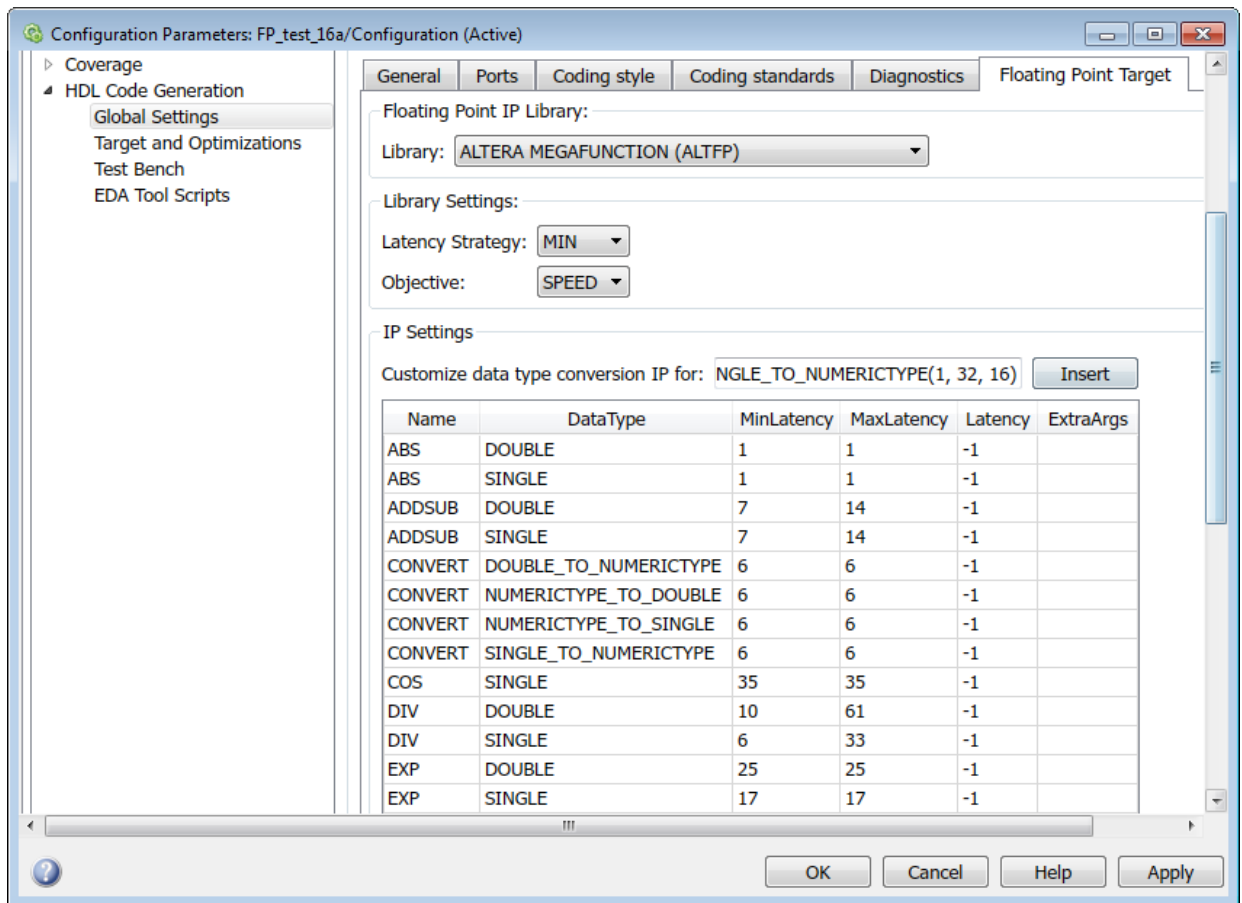 Configuration Parameters: FP_test_16a/Configuration (Active)
Coverage
HDL Code Generation
Global Settings
Target and Optimizations
Test Bench
EDA Tool Scripts
General Ports Coding style Coding standards Diagnostics Floating Point Target
Floating Point IP Library:
Library: ALTERA MEGAFUNCTION (ALTFP)
Library Settings:
Latency Strategy: MIN
Objective: SPEED
IP Settings
Customize data type conversion IP for: NGLE_TO_NUMERICTYPE(1, 32, 16) Insert
Name DataType MinLatency MaxLatency Latency ExtraArgs
ABS DOUBLE 1 1 -1
ABS SINGLE 1 1 -1
ADDSUB DOUBLE 7 14 -1
ADDSUB SINGLE 7 14 -1
CONVERT DOUBLE_TO_NUMERICTYPE 6 6 -1
CONVERT NUMERICTYPE_TO_DOUBLE 6 6 -1
CONVERT NUMERICTYPE_TO_SINGLE 6 6 -1
CONVERT SINGLE_TO_NUMERICTYPE 6 6 -1
COS SINGLE 35 35 -1
DIV DOUBLE 10 61 -1
DIV SINGLE 6 33 -1
EXP DOUBLE 25 25 -1
EXP SINGLE 17 17 -1
OK Cancel Help Apply